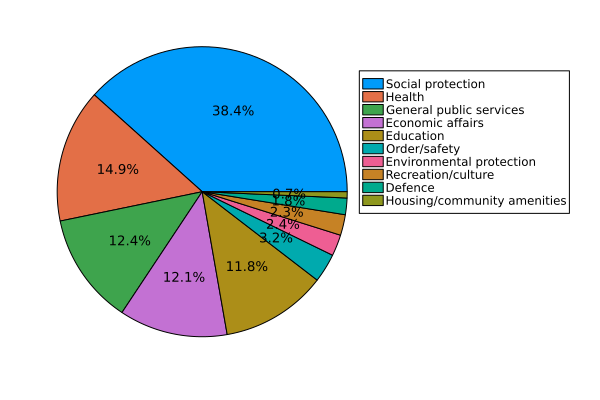 38.4%
14.9%
12.4%
12.1%
11.8%
3.2%
2.4%
2.3%
1.8%
0.7%
Social protection
Health
General public services
Economic affairs
Education
Order/safety
Environmental protection
Recreation/culture
Defence
Housing/community amenities